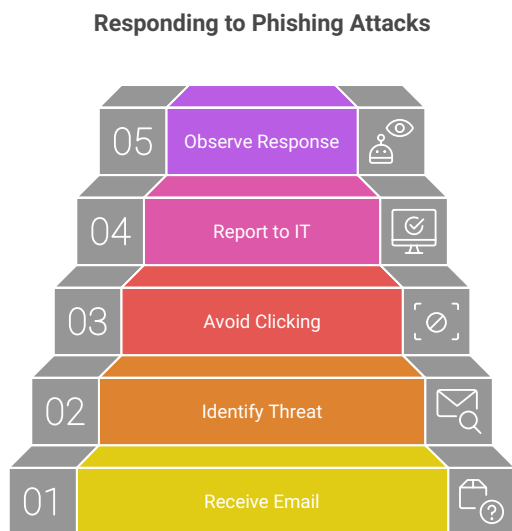 Responding to Phishing Attacks
05 Observe Response
04 Report to IT
03 Avoid Clicking
02 Identify Threat
01 Receive Email
?